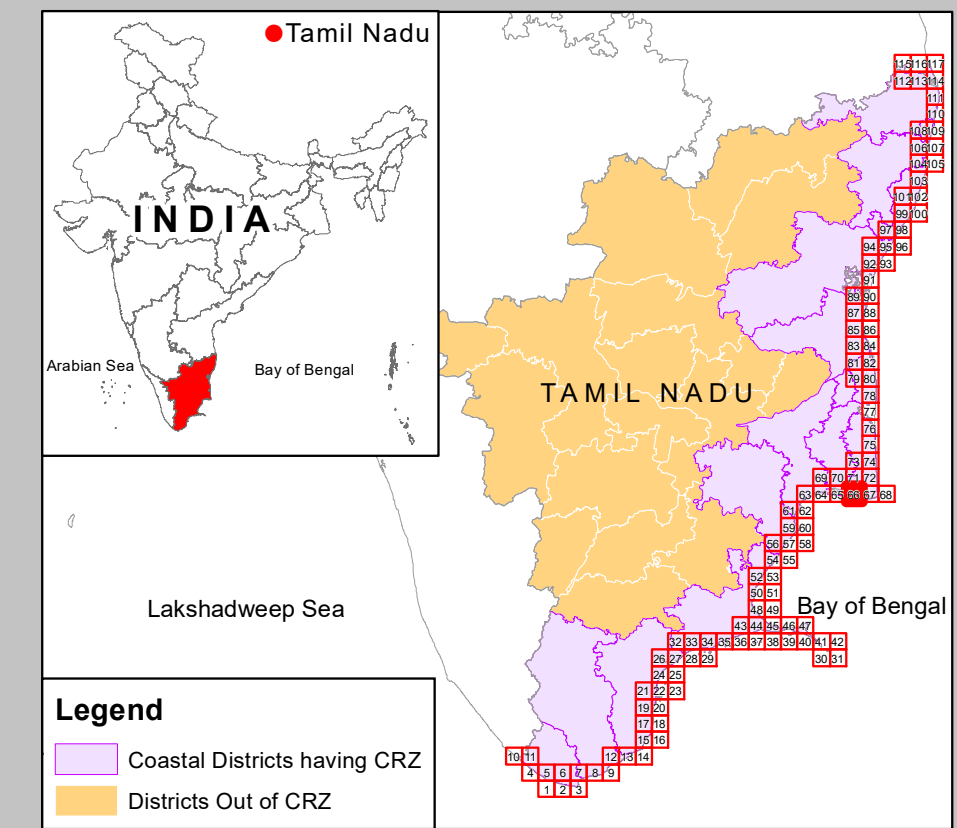 Tamil Nadu
INDIA
Arabian Sea
Bay of Bengal
115 116 117
112 113 114
111
110
108 109
106 107
104 105
103
101 102
99 100
97 98
94 95 96
92 93
91
89 90
87 88
85 86
83 84
81 82
79 80
TAMIL NADU
78
77
76
75
73 74
69 70 71 72
63 64 65 66 67 68
61 62
59 60
56 57 58
54 55
52 53
50 51
48 49
Lakshadweep Sea
Bay of Bengal
43 44 45 46 47
32 33 34 35 36 37 38 39 40 41 42
26 27 28 29
30 31
24 25
21 22 23
19 20
17 18
15 16
10 11
12 13 14
4 5 6 7 8 9
1 2 3
Legend
Coastal Districts having CRZ
Districts Out of CRZ